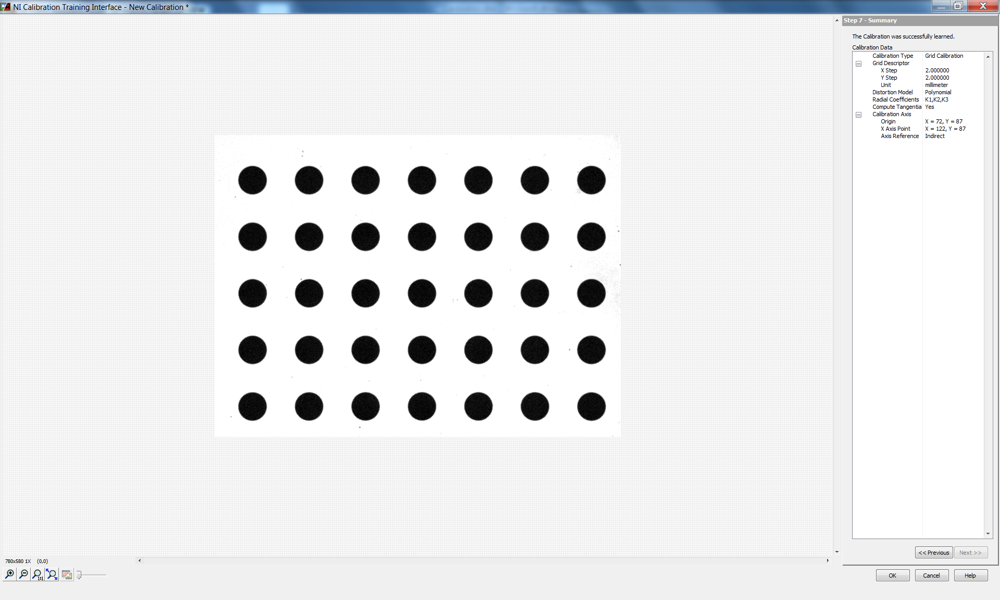 NI Calibration Training Interface - New Calibration *
Step 7 - Summary
The Calibration was successfully learned.
Calibration Data
Calibration Type Grid Calibration
Grid Descriptor
X Step 2.000000
Y Step 2.000000
Unit millimeter
Distortion Model Polynomial
Radial Coefficients K1,K2,K3
Compute Tangentia Yes
Calibration Axis
Origin X = 72, Y = 87
X Axis Point X = 122, Y = 87
Axis Reference Indirect
<< Previous Next >>
780x580 1X (0,0)
1:1
OK Cancel Help